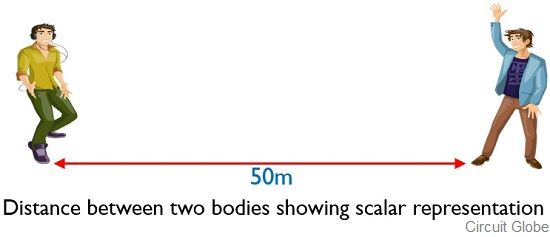 50m
Distance between two bodies showing scalar representation
Circuit Globe